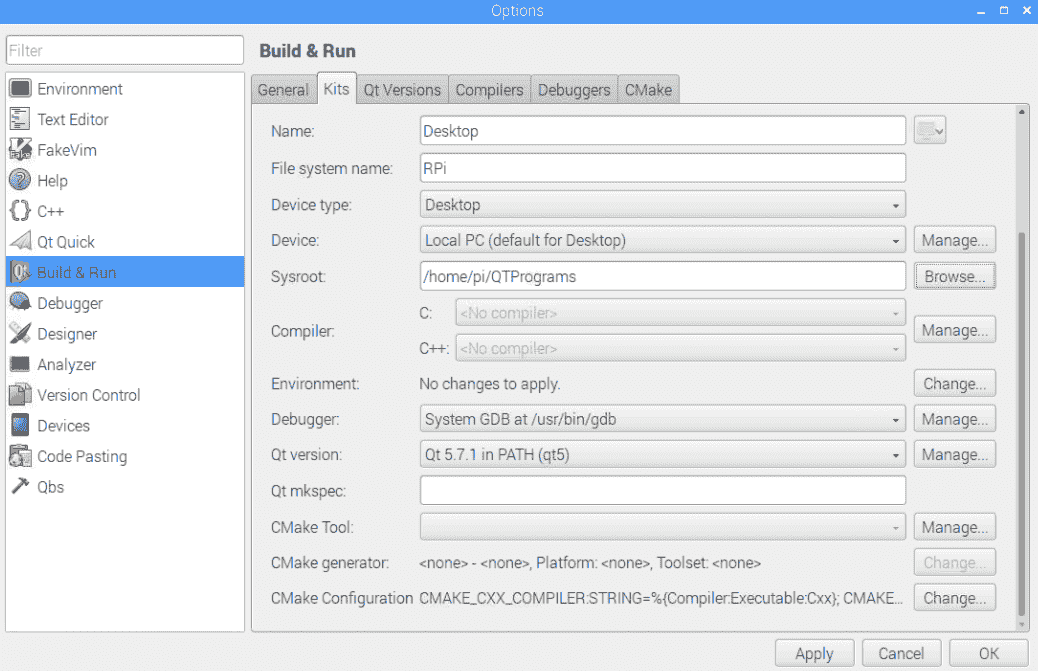 Options
Filter
Environment
Text Editor
FakeVim
Help
C++
Qt Quick
Build & Run
Debugger
Designer
Analyzer
Version Control
Devices
Code Pasting
Qbs
Build & Run
General Kits Qt Versions Compilers Debuggers CMake
Name: Desktop
File system name: RPi
Device type: Desktop
Device: Local PC (default for Desktop) Manage...
Sysroot: /home/pi/QTPrograms Browse...
Compiler: C: <No compiler> Manage...
C++: <No compiler>
Environment: No changes to apply. Change...
Debugger: System GDB at /usr/bin/gdb Manage...
Qt version: Qt 5.7.1 in PATH (qt5) Manage...
Qt mkspec:
CMake Tool: Manage...
CMake generator: <none> - <none>, Platform: <none>, Toolset: <none> Change...
CMake Configuration CMAKE_CXX_COMPILER:STRING=%{Compiler:Executable:Cxx}; CMAKE... Change...
Apply Cancel OK